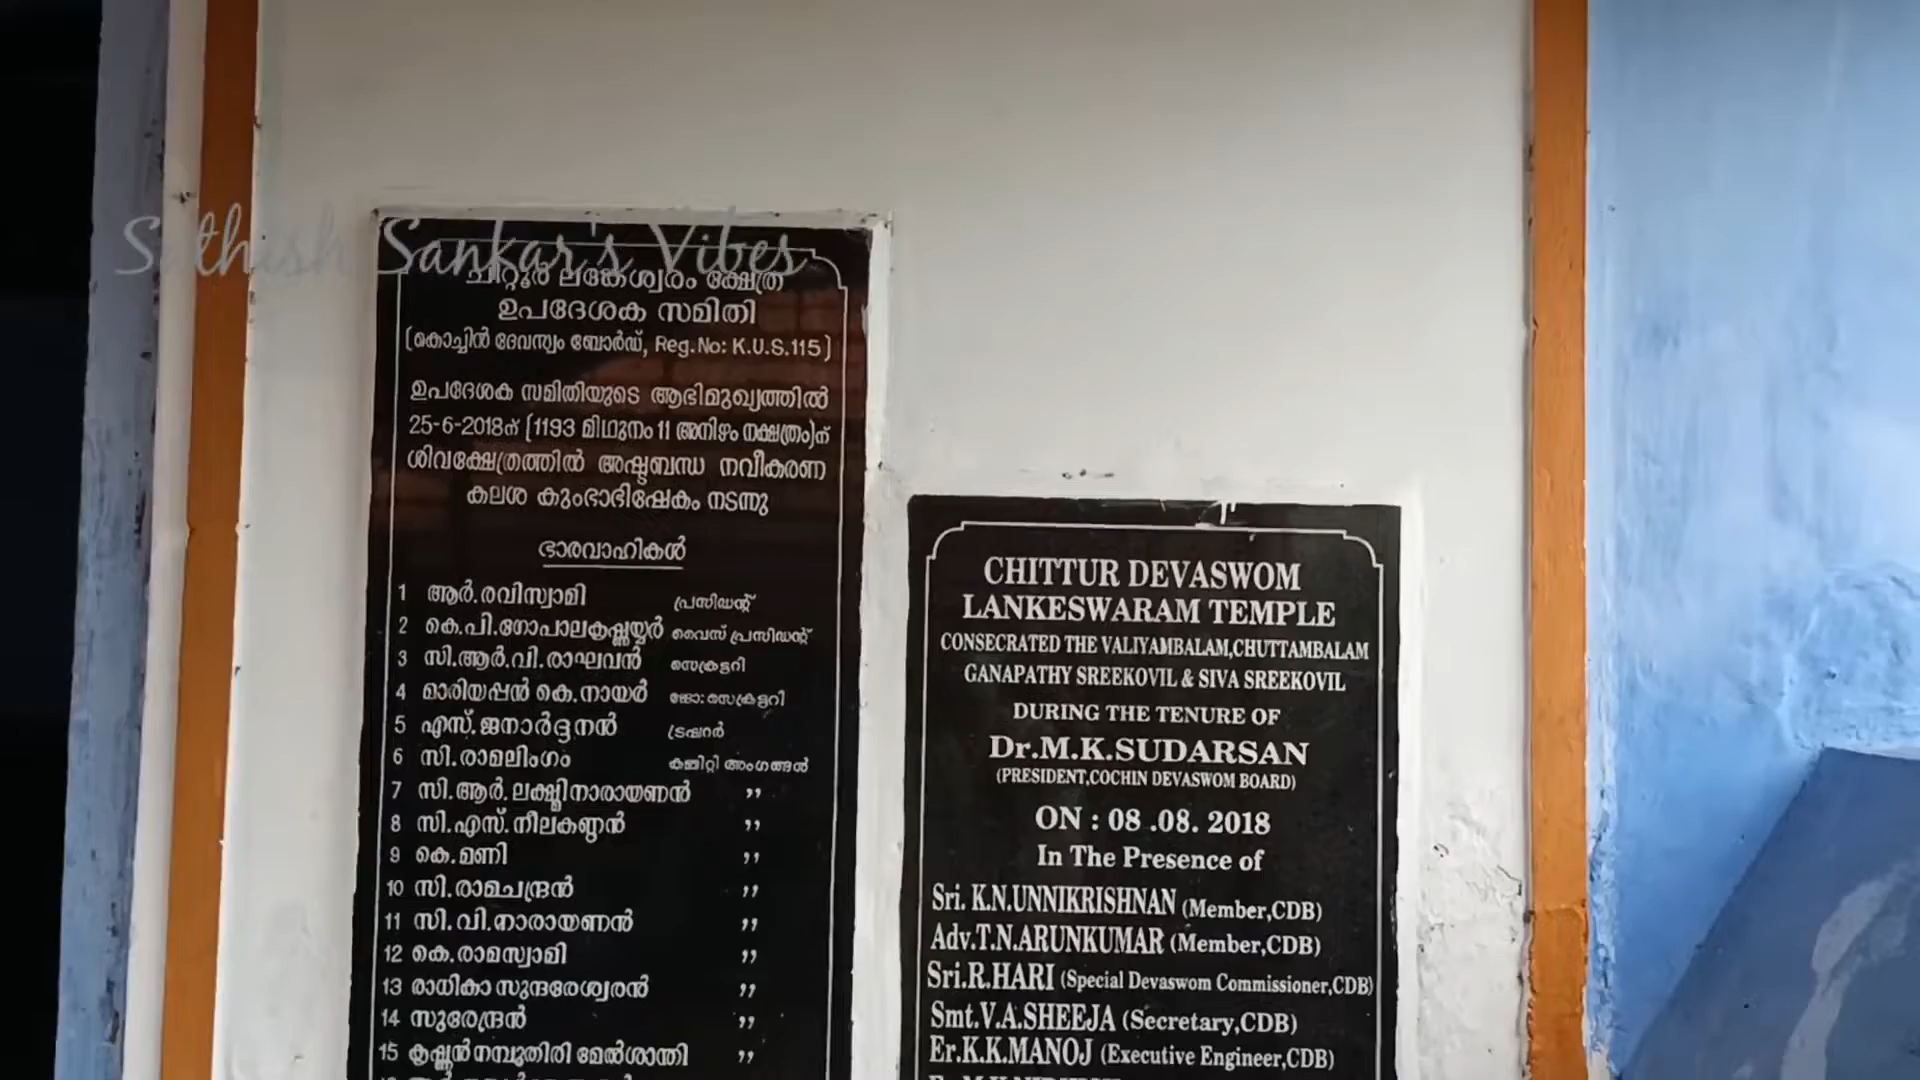 Sathish Sankar's Vibes
ചിറ്റൂർ ലങ്കേശ്വരം ക്ഷേത്ര
ഉപദേശക സമിതി
(കൊച്ചിൻ ദേവസ്വം ബോർഡ്, Reg.No: K.U.S.115)
ഉപദേശക സമിതിയുടെ ആഭിമുഖ്യത്തിൽ
25-6-2018ന് (1193 മിഥുനം 11 അനിഴം നക്ഷത്രം)ന്
ശിവക്ഷേത്രത്തിൽ അഷ്ടബന്ധ നവീകരണ
കലശ കുംഭാഭിഷേകം നടന്നു
ഭാരവാഹികൾ
1 ആർ.രവിസ്വാമി പ്രസിഡന്റ്
2 കെ.പി.ഗോപാലകൃഷ്ണയ്യർ വൈസ് പ്രസിഡന്റ്
3 സി.ആർ.വി.രാഘവൻ സെക്രട്ടറി
4 മാരിയപ്പൻ കെ.നായർ ജോ:സെക്രട്ടറി
5 എസ്.ജനാർദ്ദനൻ ട്രഷറർ
6 സി.രാമലിംഗം കമ്മിറ്റി അംഗങ്ങൾ
7 സി.ആർ. ലക്ഷ്മിനാരായണൻ ,,
8 സി.എസ്.നീലകണ്ഠൻ ,,
9 കെ.മണി ,,
10 സി.രാമചന്ദ്രൻ ,,
11 സി.വി.നാരായണൻ ,,
12 കെ.രാമസ്വാമി ,,
13 രാധികാ സുന്ദരേശ്വരൻ ,,
14 സുരേന്ദ്രൻ ,,
15 കൃഷ്ണൻനമ്പൂതിരി മേൽശാന്തി ,,
CHITTUR DEVASWOM
LANKESWARAM TEMPLE
CONSECRATED THE VALIYAMBALAM,CHUTTAMBALAM
GANAPATHY SREEKOVIL & SIVA SREEKOVIL
DURING THE TENURE OF
Dr.M.K.SUDARSAN
(PRESIDENT,COCHIN DEVASWOM BOARD)
ON : 08 .08. 2018
In The Presence of
Sri. K.N.UNNIKRISHNAN (Member,CDB)
Adv.T.N.ARUNKUMAR (Member,CDB)
Sri.R.HARI (Special Devaswom Commissioner,CDB)
Smt.V.A.SHEEJA (Secretary,CDB)
Er.K.K.MANOJ (Executive Engineer,CDB)